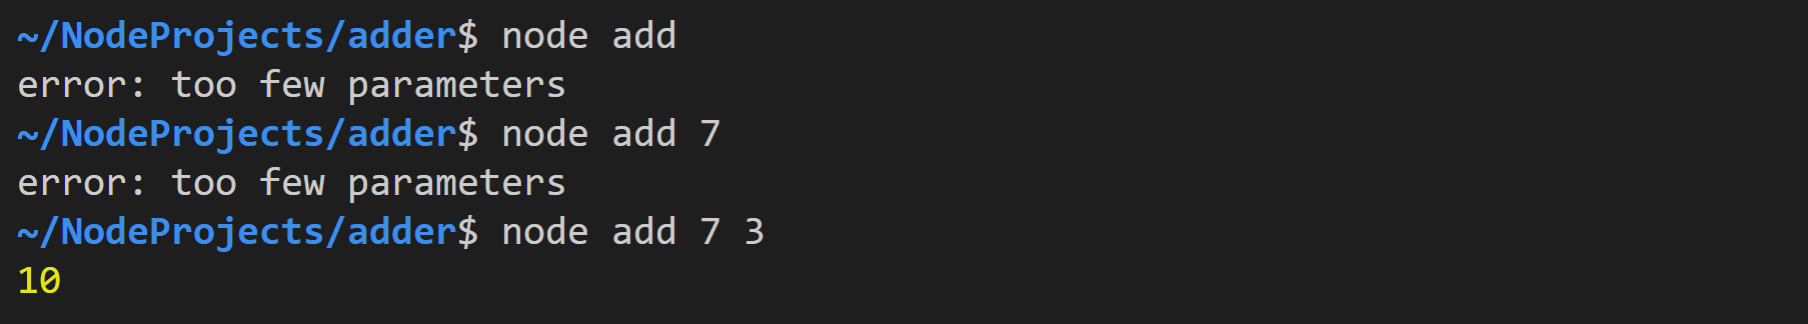 ~/NodeProjects/adder$ node add
error: too few parameters
~/NodeProjects/adder$ node add 7
error: too few parameters
~/NodeProjects/adder$ node add 7 3
10